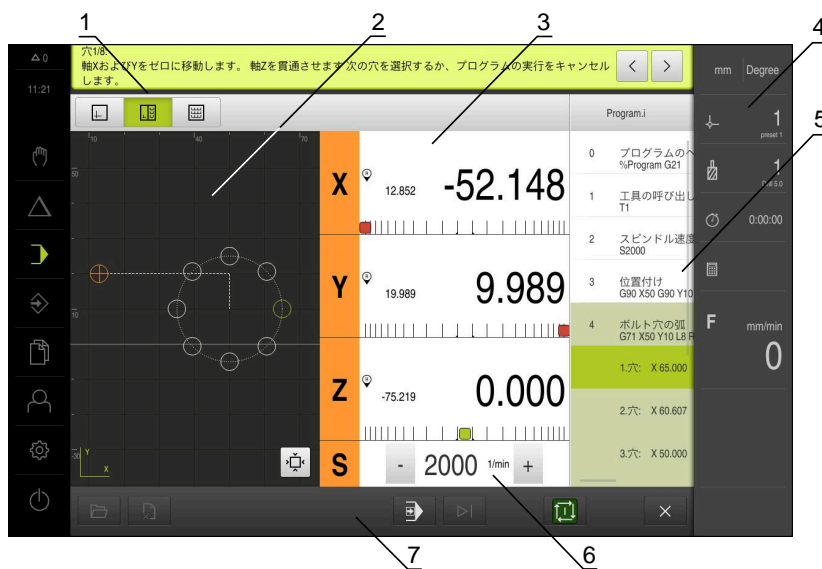 1
2
3
4
5
0
11:21
穴1/8:
軸XおよびYをゼロに移動します。 軸Zを貫通させます 次の穴を選択するか、プログラムの実行をキャンセル
します。
mm Degree
Program.i
10 40 70
50
10
-30
Y
X
X R 12.852 -52.148
Y R 19.989 9.989
Z R -75.219 0.000
S - 2000 1/min +
0 プログラムのヘ
%Program G21
1 工具の呼び出し
T1
2 スピンドル速度
S2000
3 位置付け
G90 X50 G90 Y10
4 ボルト穴の弧
G71 X50 Y10 L8 R
1.穴: X 65.000
2.穴: X 60.607
3.穴: X 50.000
1
preset 1
1
0:00:00
F mm/min
0
7
6